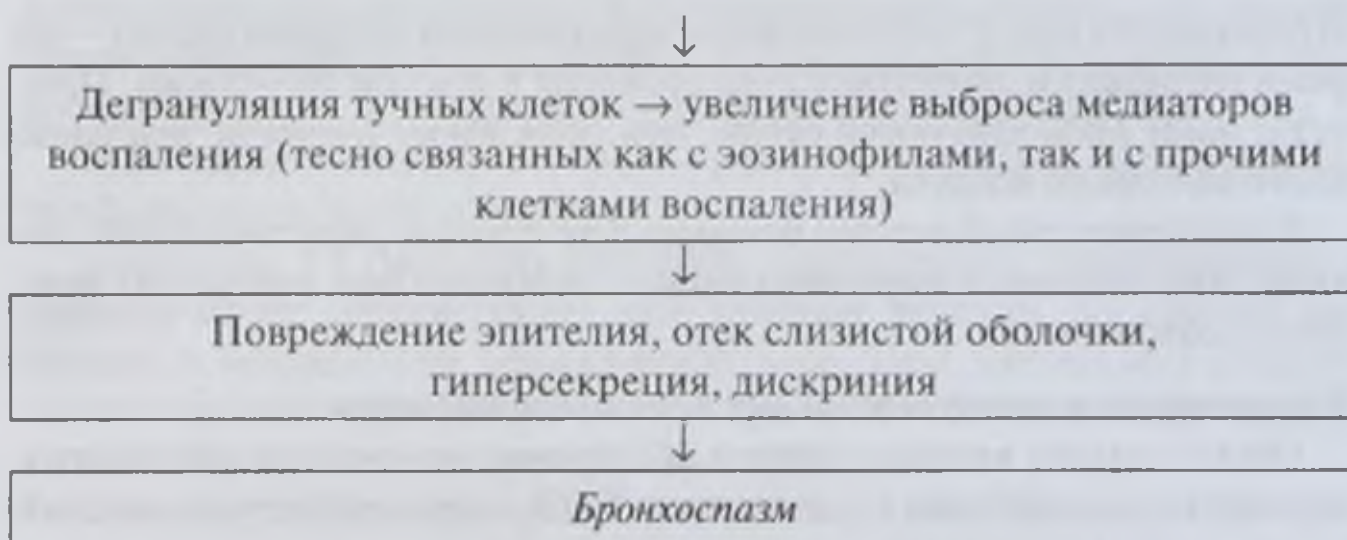 Дегрануляция тучных клеток → увеличение выброса медиаторов
воспаления (тесно связанных как с эозинофилами, так и с прочими
клетками воспаления)
Повреждение эпителия, отек слизистой оболочки,
гиперсекреция, дискриния
Бронхоспазм